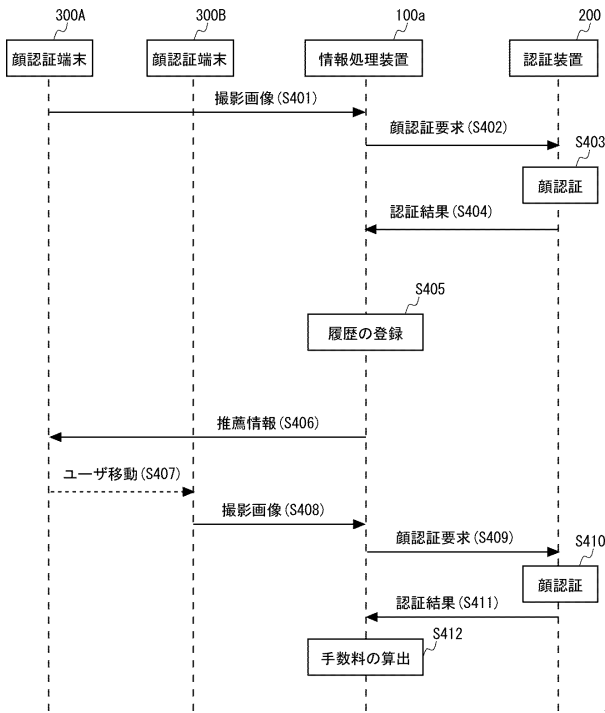 300A
300B
100a
200
顔認証端末
顔認証端末
情報処理装置
認証装置
撮影画像(S401)
顔認証要求(S402)
S403
顔認証
認証結果(S404)
S405
履歴の登録
推薦情報(S406)
ユーザ移動(S407)
撮影画像(S408)
顔認証要求(S409)
S410
顔認証
認証結果(S411)
S412
手数料の算出